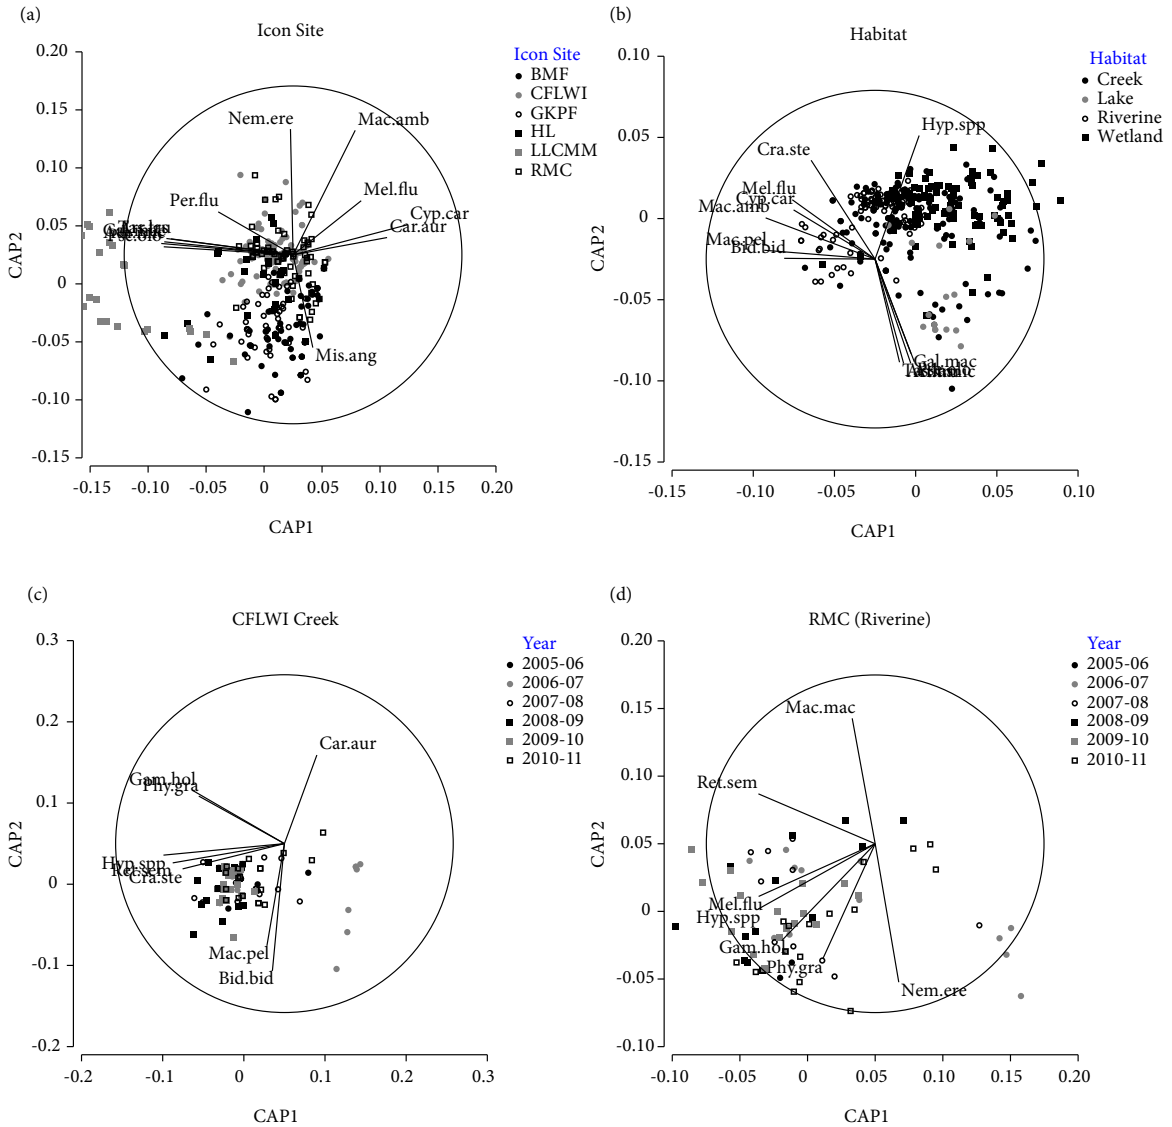 (a)
Icon Site
0.20
0.15
0.10
0.05
0
-0.05
-0.10
-0.15
CAP2
Nem.ere
Mac.amb
Per.flu
Mel.flu
Cyp.car
Car.aur
Mis.ang
-0.15 -0.10 -0.05 0 0.05 0.10 0.15 0.20
CAP1
Icon Site
BMF
CFLWI
GKPF
HL
LLCMM
RMC
(b)
Habitat
0.10
0.05
0
-0.05
-0.10
-0.15
CAP2
Hyp.spp
Cra.ste
Mel.flu
Cyp.car
Mac.amb
Mac.pel
Bid.bid
Gal.mac
-0.15 -0.10 -0.05 0 0.05 0.10
CAP1
Habitat
Creek
Lake
Riverine
Wetland
(c)
CFLWI Creek
0.3
0.2
0.1
0
-0.1
-0.2
CAP2
Car.aur
Gam.hol
Phy.gra
Hyp.spp
Ret.sem
Cra.ste
Mac.pel
Bid.bid
-0.2 -0.1 0 0.1 0.2 0.3
CAP1
Year
2005-06
2006-07
2007-08
2008-09
2009-10
2010-11
(d)
RMC (Riverine)
0.20
0.15
0.10
0.05
0
-0.05
-0.10
CAP2
Mac.mac
Ret.sem
Mel.flu
Hyp.spp
Gam.hol
Phy.gra
Nem.ere
-0.10 -0.05 0 0.05 0.10 0.15 0.20
CAP1
Year
2005-06
2006-07
2007-08
2008-09
2009-10
2010-11